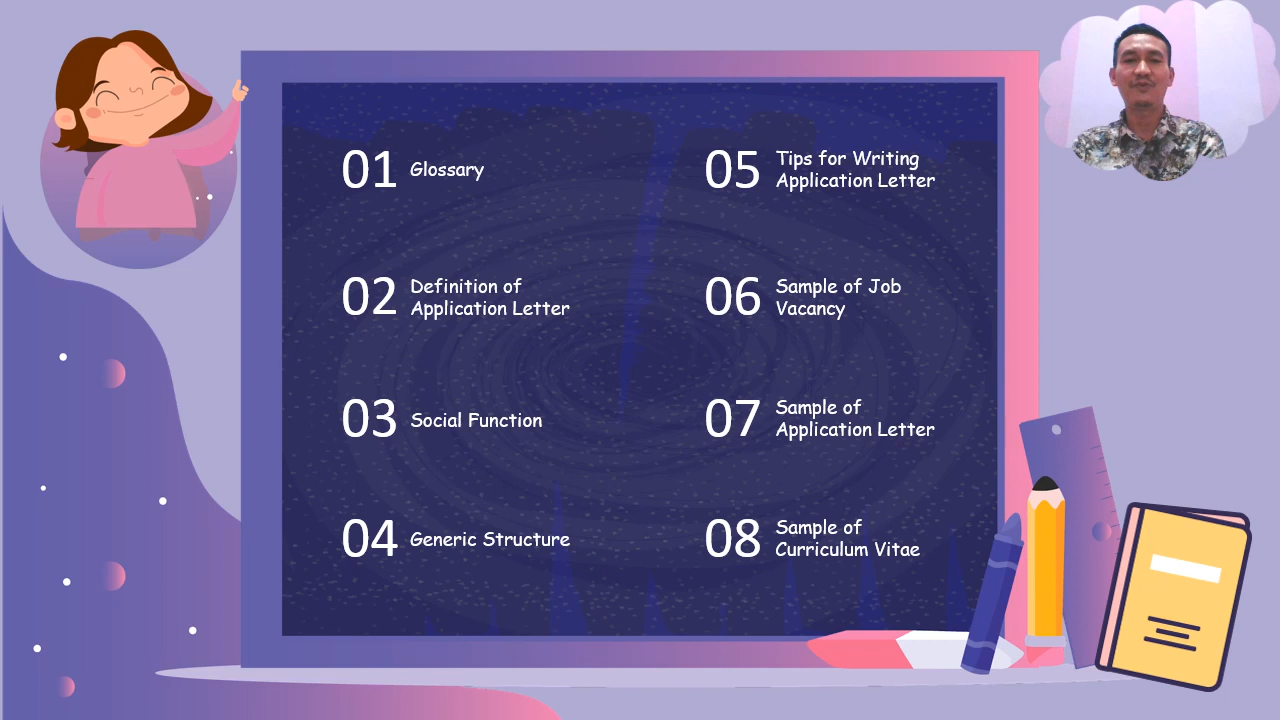 01 Glossary
02 Definition of
Application Letter
03 Social Function
04 Generic Structure
05 Tips for Writing
Application Letter
06 Sample of Job
Vacancy
07 Sample of
Application Letter
08 Sample of
Curriculum Vitae